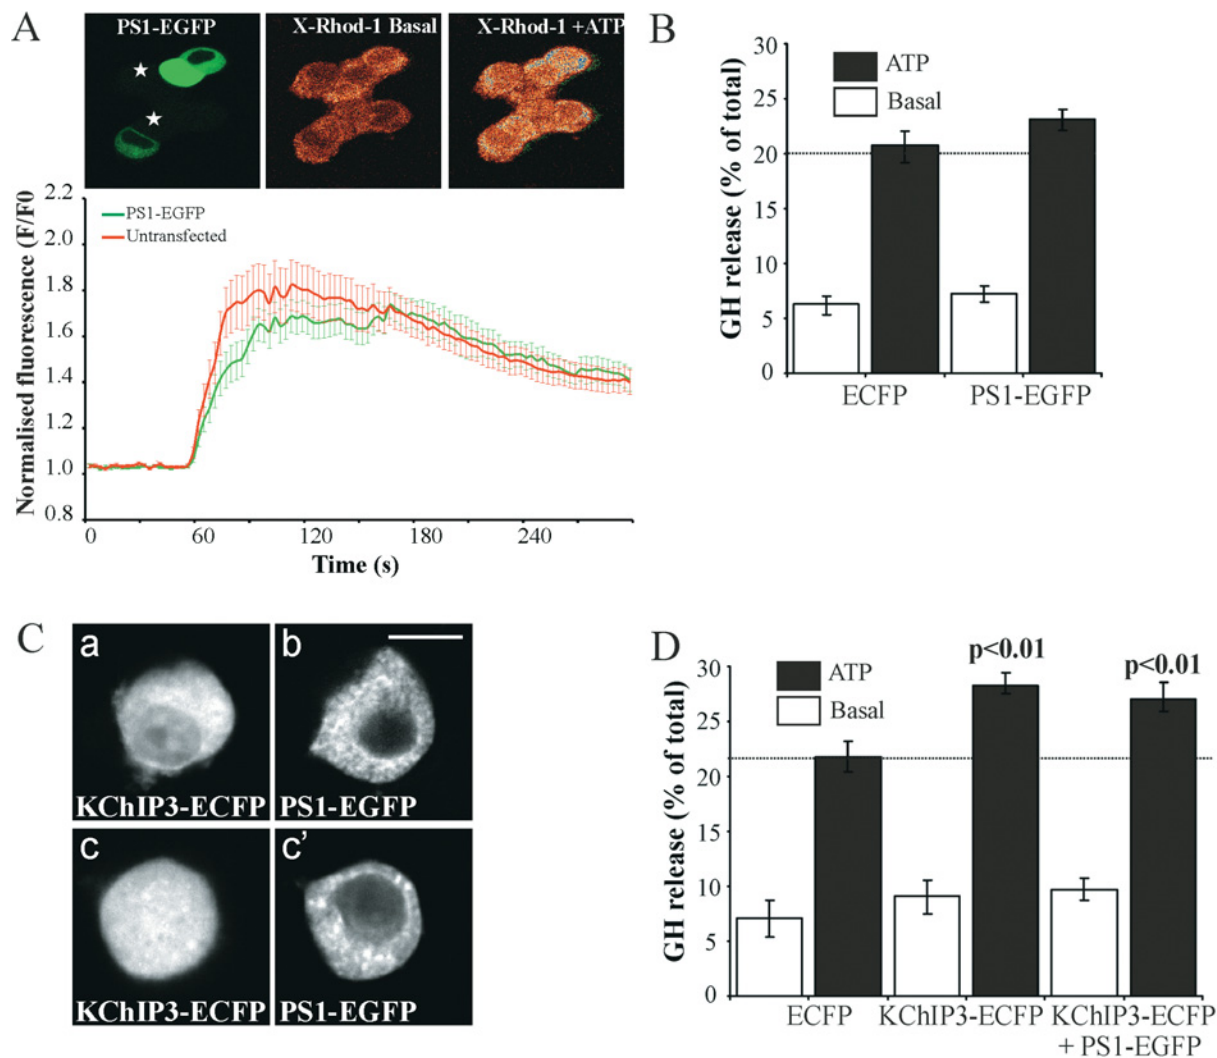 A
PS1-EGFP
X-Rhod-1 Basal
X-Rhod-1 +ATP
Normalised fluorescence (F/F0
2.2
2.0
1.8
1.6
1.4
1.2
1.0
0.8
PS1-EGFP
Untransfected
0 60 120 180 240
Time (s)
B
GH release (% of total)
30
25
20
15
10
5
0
ATP
Basal
ECFP PS1-EGFP
C
a
KChIP3-ECFP
b
PS1-EGFP
c
KChIP3-ECFP
c’
PS1-EGFP
D
GH release (% of total)
30
25
20
15
10
5
0
ATP
Basal
p<0.01
p<0.01
ECFP KChIP3-ECFP KChIP3-ECFP
+ PS1-EGFP